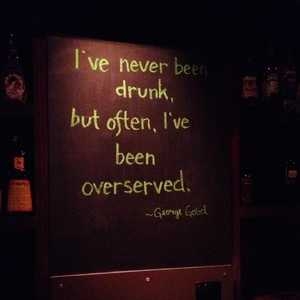 I've never been
drunk,
but often, I've
been
overserved.
~George Gobel